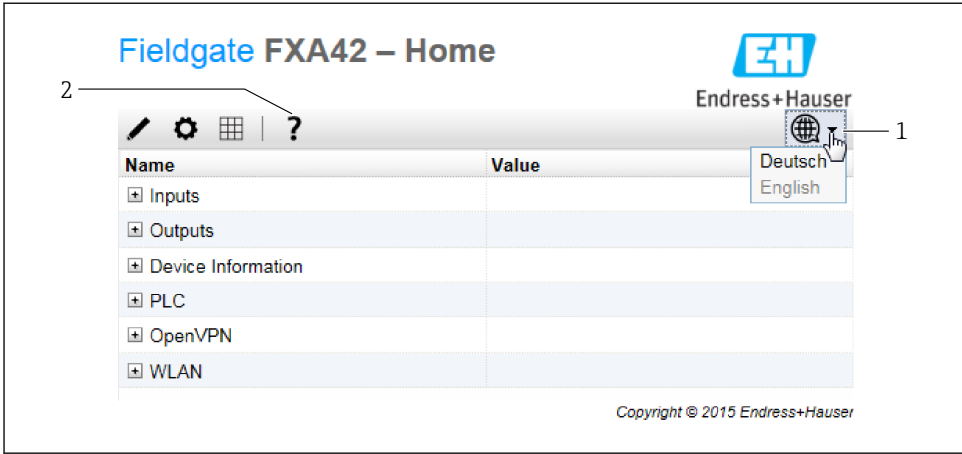 Fieldgate FXA42 – Home
EH
Endress+Hauser
2
?
1
Name Value
Deutsch
English
Inputs
Outputs
Device Information
PLC
OpenVPN
WLAN
Copyright © 2015 Endress+Hauser